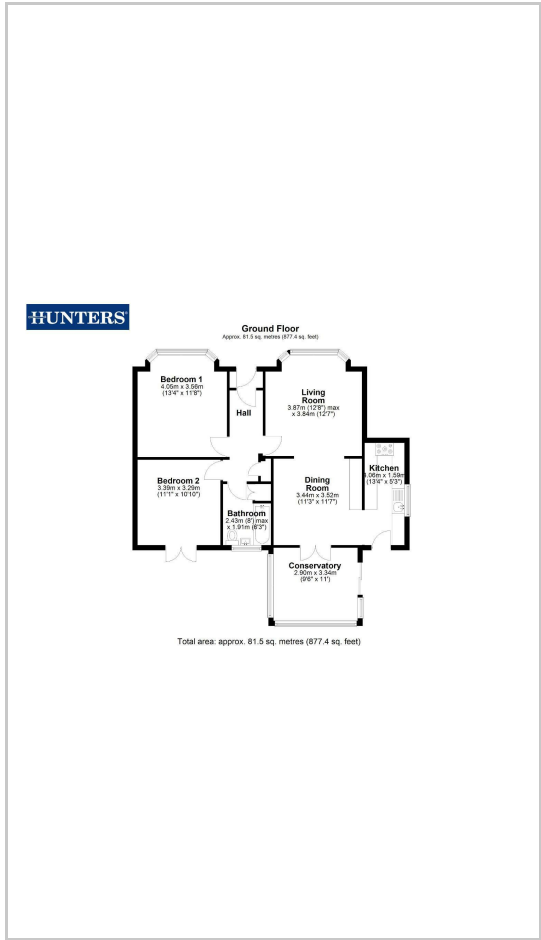 HUNTERS
Ground Floor
Approx. 81.5 sq. metres (877.4 sq. feet)
Bedroom 1
4.05m x 3.56m
(13'4" x 11'8")
Hall
Living
Room
3.87m (12'8") max
x 3.84m (12'7")
Bedroom 2
3.39m x 3.29m
(11'1" x 10'10")
Dining
Room
3.44m x 3.52m
(11'3" x 11'7")
Kitchen
4.06m x 1.59m
(13'4" x 5'3")
Bathroom
2.43m (8') max
x 1.91m (6'3")
Conservatory
2.90m x 3.34m
(9'6" x 11')
Total area: approx. 81.5 sq. metres (877.4 sq. feet)